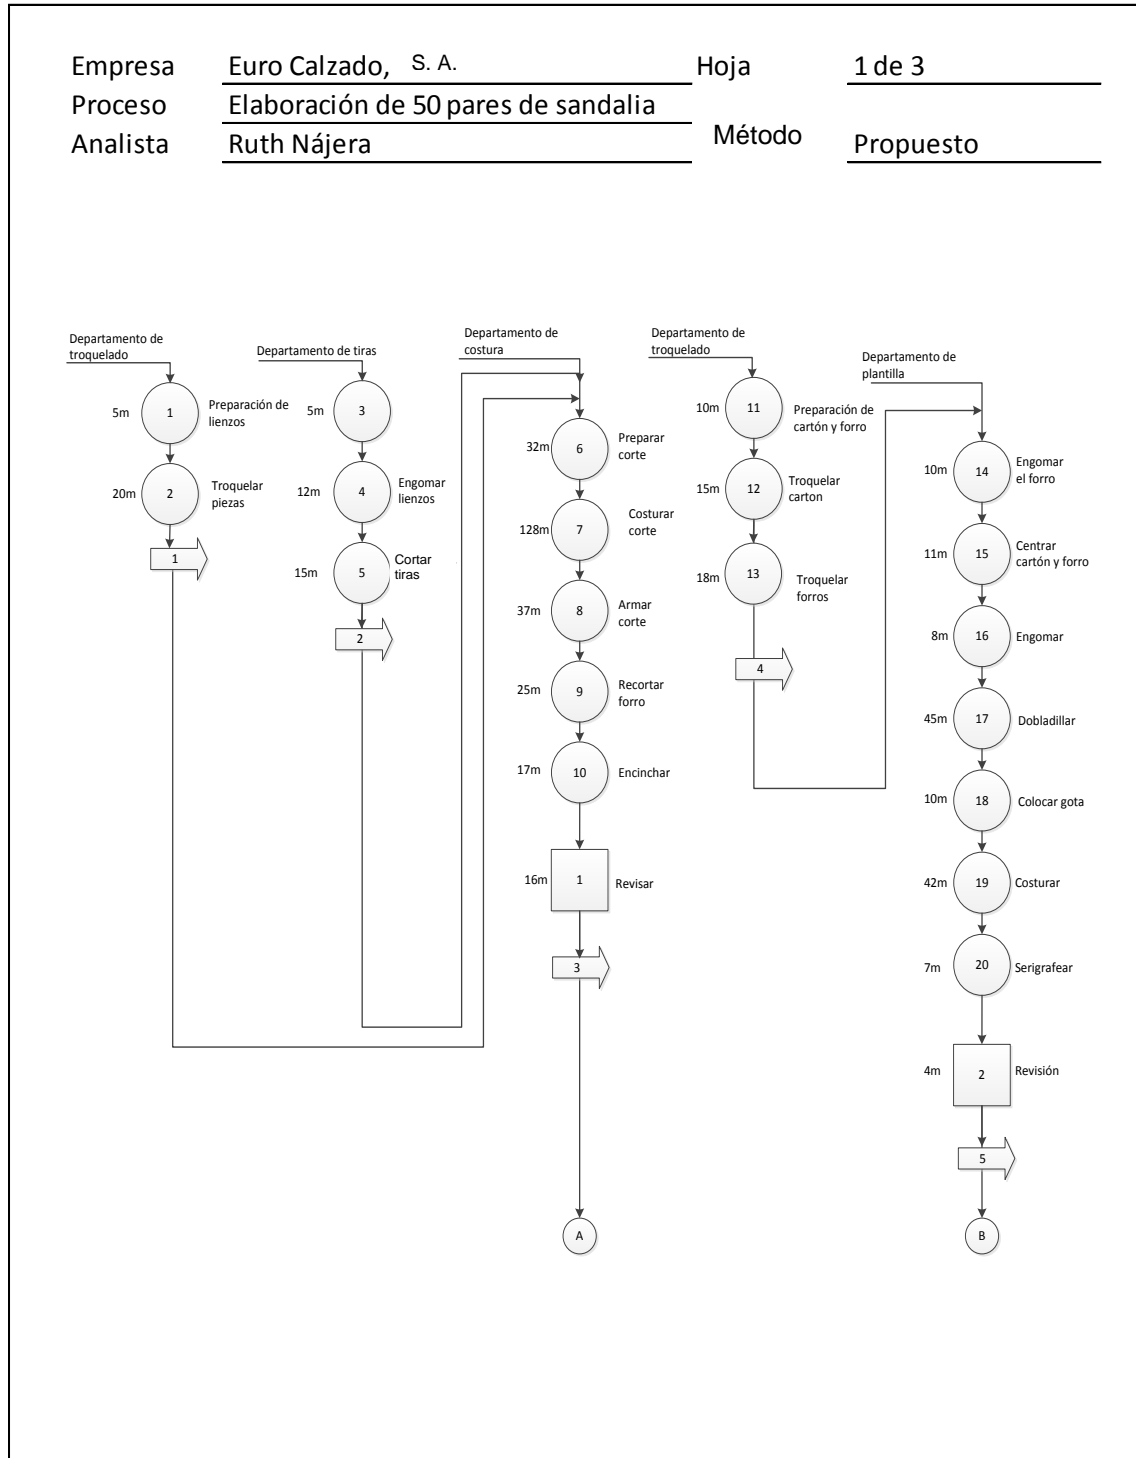 Empresa Euro Calzado, S. A. Hoja 1 de 3
Proceso Elaboración de 50 pares de sandalia
Analista Ruth Nájera Método Propuesto
Departamento de
troquelado
5m 1 Preparación de
lienzos
20m 2 Troquelar
piezas
1
Departamento de tiras
5m 3
12m 4 Engomar
lienzos
15m 5 Cortar
tiras
2
Departamento de
costura
32m 6 Preparar
corte
128m 7 Costurar
corte
37m 8 Armar
corte
25m 9 Recortar
forro
17m 10 Encinchar
16m 1 Revisar
3
A
Departamento de
troquelado
10m 11 Preparación de
cartón y forro
15m 12 Troquelar
carton
18m 13 Troquelar
forros
4
Departamento de
plantilla
10m 14 Engomar
el forro
11m 15 Centrar
cartón y forro
8m 16 Engomar
45m 17 Dobladillar
10m 18 Colocar gota
42m 19 Costurar
7m 20 Serigrafear
4m 2 Revisión
5
B